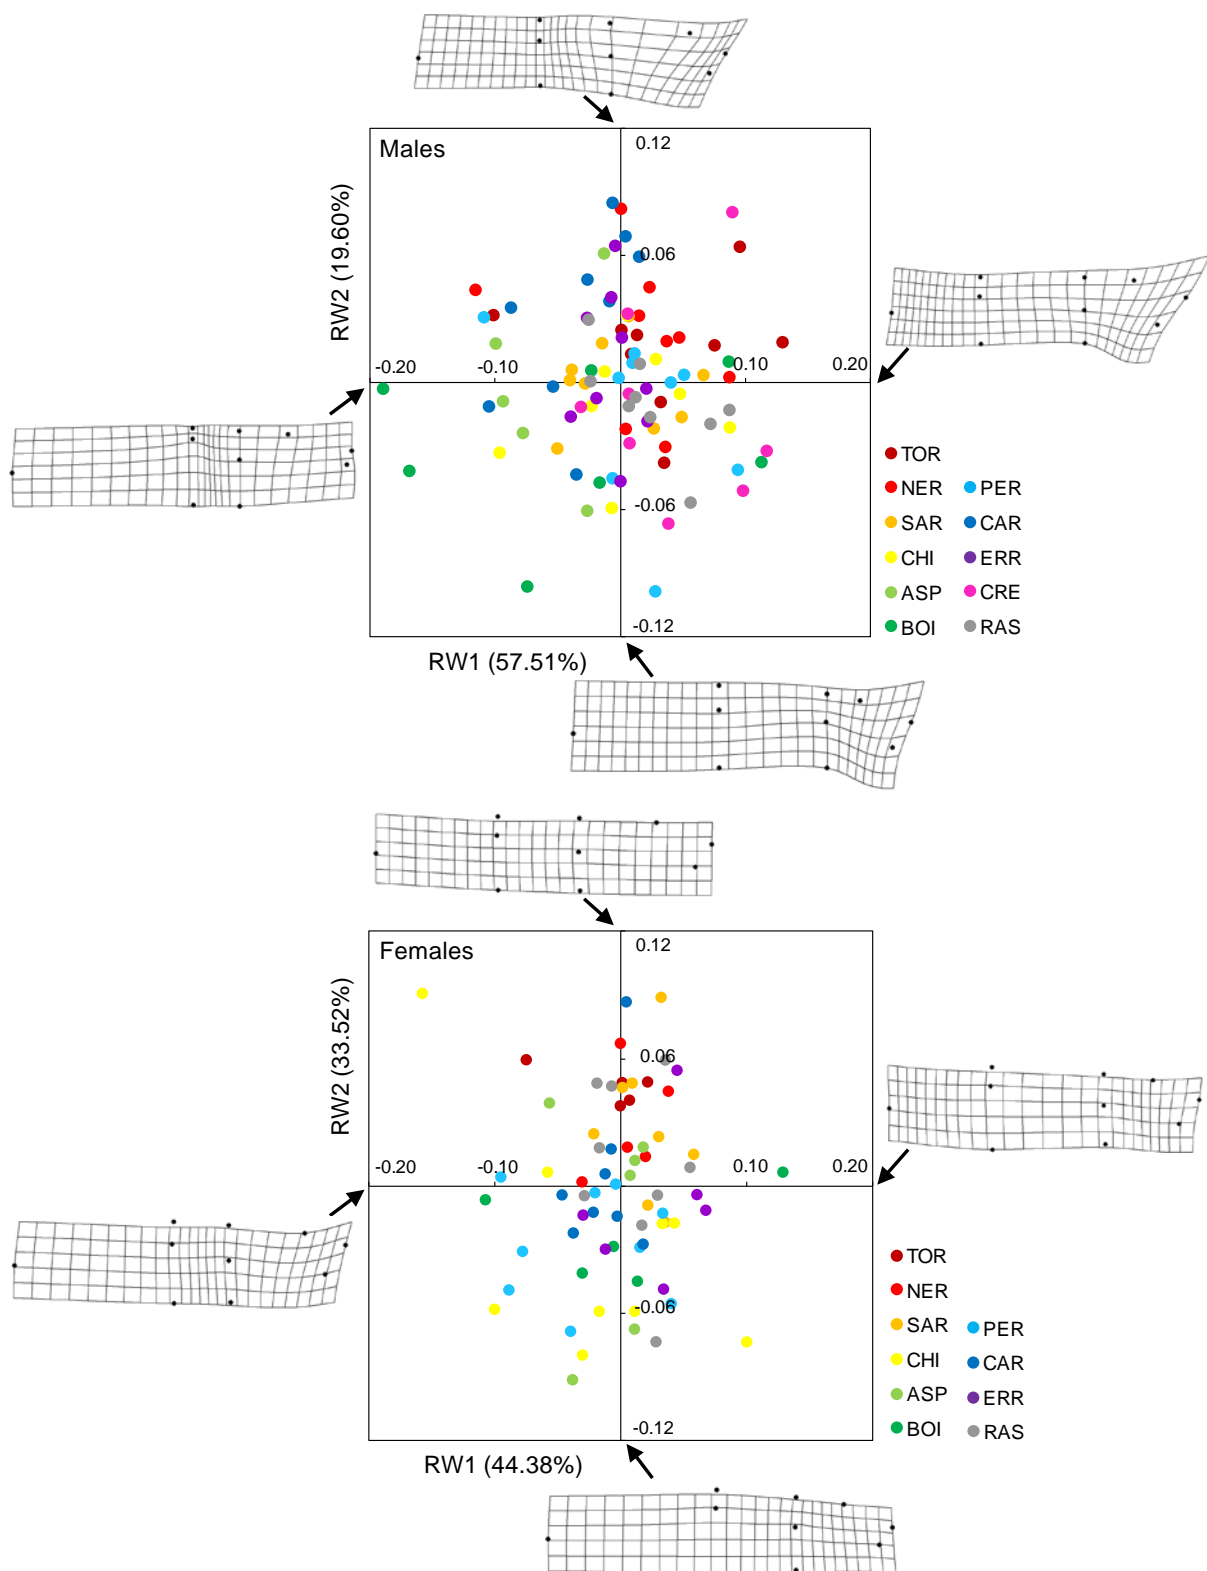 Males
0.12
RW2 (19.60%)
0.06
-0.20
-0.10
0.10
0.20
-0.06
-0.12
RW1 (57.51%)
TOR
NER PER
SAR CAR
CHI ERR
ASP CRE
BOI RAS
Females
0.12
RW2 (33.52%)
0.06
-0.20
-0.10
0.10
0.20
-0.06
-0.12
RW1 (44.38%)
TOR
NER
SAR PER
CHI CAR
ASP ERR
BOI RAS